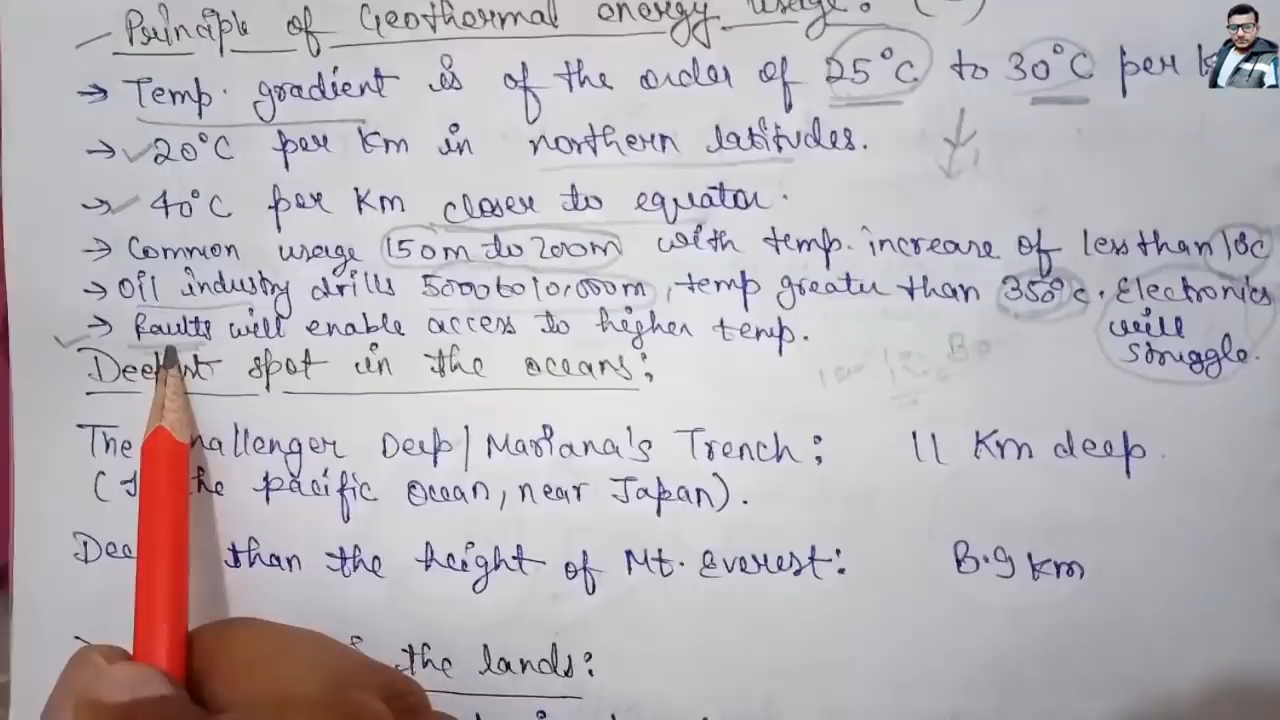 Principle of Geothermal energy usage:
→ Temp. gradient is of the order of 25°C to 30°C per
→ 20°C per Km in northern latitudes.
→ 40°C per Km closer to equator.
→ Common usage 150m to 200m with temp. increase of less than 10C
→ Oil industry drills 5000 to 10,000m, temp greater than 350°C. Electronics
will
struggle.
→ Faults will enable access to higher temp.
spot in the oceans:
The Deep/Mariana's Trench: 11 Km deep.
pacific Ocean, near Japan).
than the height of Mt. Everest: 8.9 Km
the lands: